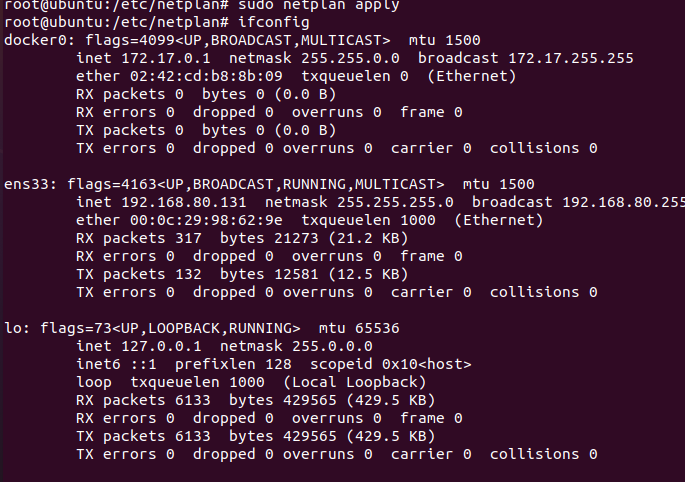 root@ubuntu:/etc/netplan# sudo netplan apply
root@ubuntu:/etc/netplan# ifconfig
docker0: flags=4099<UP,BROADCAST,MULTICAST>  mtu 1500
        inet 172.17.0.1  netmask 255.255.0.0  broadcast 172.17.255.255
        ether 02:42:cd:b8:8b:09  txqueuelen 0  (Ethernet)
        RX packets 0  bytes 0 (0.0 B)
        RX errors 0  dropped 0  overruns 0  frame 0
        TX packets 0  bytes 0 (0.0 B)
        TX errors 0  dropped 0 overruns 0  carrier 0  collisions 0

ens33: flags=4163<UP,BROADCAST,RUNNING,MULTICAST>  mtu 1500
        inet 192.168.80.131  netmask 255.255.255.0  broadcast 192.168.80.255
        ether 00:0c:29:98:62:9e  txqueuelen 1000  (Ethernet)
        RX packets 317  bytes 21273 (21.2 KB)
        RX errors 0  dropped 0  overruns 0  frame 0
        TX packets 132  bytes 12581 (12.5 KB)
        TX errors 0  dropped 0 overruns 0  carrier 0  collisions 0

lo: flags=73<UP,LOOPBACK,RUNNING>  mtu 65536
        inet 127.0.0.1  netmask 255.0.0.0
        inet6 ::1  prefixlen 128  scopeid 0x10<host>
        loop  txqueuelen 1000  (Local Loopback)
        RX packets 6133  bytes 429565 (429.5 KB)
        RX errors 0  dropped 0  overruns 0  frame 0
        TX packets 6133  bytes 429565 (429.5 KB)
        TX errors 0  dropped 0 overruns 0  carrier 0  collisions 0